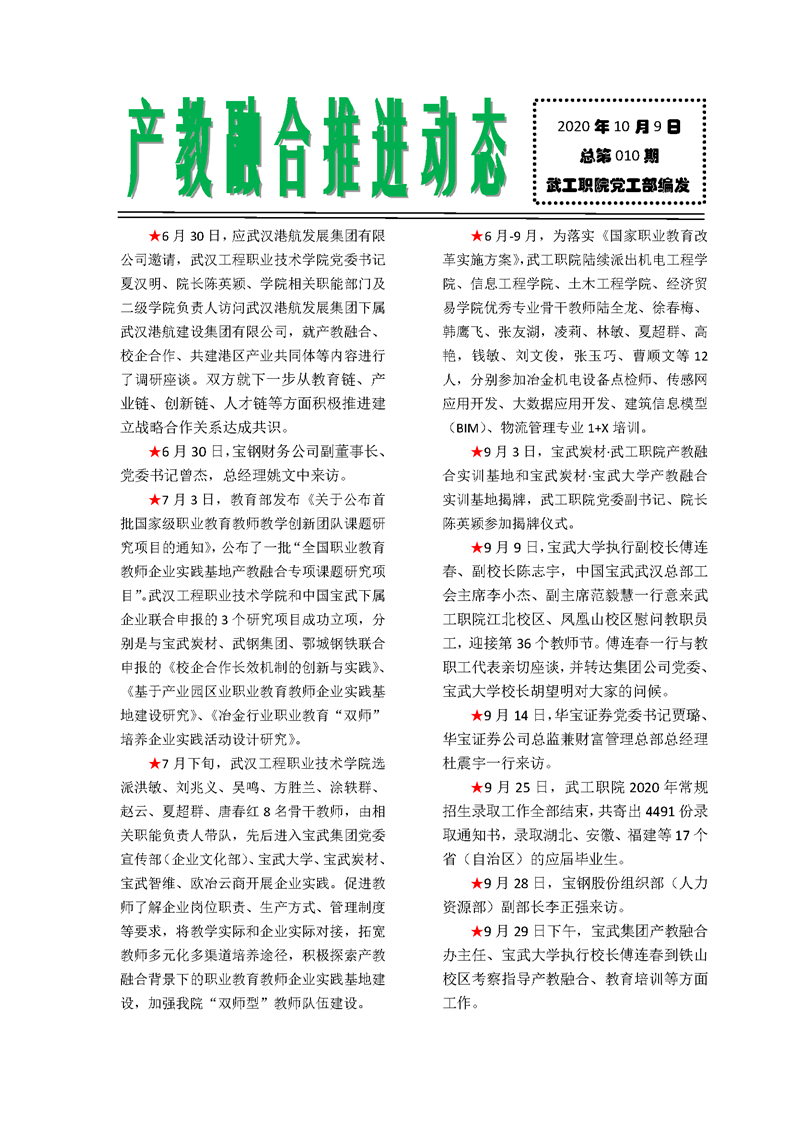 产教融合推进动态
2020 年 10 月 9 日
总第 010 期
武工职院党工部编发
★6 月 30 日，应武汉港航发展集团有限
公司邀请，武汉工程职业技术学院党委书记
夏汉明、院长陈英颖、学院相关职能部门及
二级学院负责人访问武汉港航发展集团下属
武汉港航建设集团有限公司，就产教融合、
校企合作、共建港区产业共同体等内容进行
了调研座谈。双方就下一步从教育链、产
业链、创新链、人才链等方面积极推进建
立战略合作关系达成共识。
★6 月 30 日，宝钢财务公司副董事长、
党委书记曾杰，总经理姚文中来访。
★7 月 3 日，教育部发布《关于公布首
批国家级职业教育教师教学创新团队课题研
究项目的通知》，公布了一批“全国职业教育
教师企业实践基地产教融合专项课题研究项
目”。武汉工程职业技术学院和中国宝武下属
企业联合申报的 3 个研究项目成功立项，分
别是与宝武炭材、武钢集团、鄂城钢铁联合
申报的《校企合作长效机制的创新与实践》、
《基于产业园区业职业教育教师企业实践基
地建设研究》、《冶金行业职业教育“双师”
培养企业实践活动设计研究》。
★7 月下旬，武汉工程职业技术学院选
派洪敏、刘兆义、吴鸣、方胜兰、涂轶群、
赵云、夏超群、唐春红 8 名骨干教师，由相
关职能负责人带队，先后进入宝武集团党委
宣传部（企业文化部）、宝武大学、宝武炭材、
宝武智维、欧冶云商开展企业实践。促进教
师了解企业岗位职责、生产方式、管理制度
等要求，将教学实际和企业实际对接，拓宽
教师多元化多渠道培养途径，积极探索产教
融合背景下的职业教育教师企业实践基地建
设，加强我院“双师型”教师队伍建设。
★6 月-9 月，为落实《国家职业教育改
革实施方案》，武工职院陆续派出机电工程学
院、信息工程学院、土木工程学院、经济贸
易学院优秀专业骨干教师陆全龙、徐春梅、
韩鹰飞、张友湖，凌莉、林敏、夏超群、高
艳，钱敏、刘文俊，张玉巧、曹顺文等 12
人，分别参加冶金机电设备点检师、传感网
应用开发、大数据应用开发、建筑信息模型
（BIM）、物流管理专业 1+X 培训。
★9 月 3 日，宝武炭材·武工职院产教融
合实训基地和宝武炭材·宝武大学产教融合
实训基地揭牌，武工职院党委副书记、院长
陈英颖参加揭牌仪式。
★9 月 9 日，宝武大学执行副校长傅连
春、副校长陈志宇，中国宝武武汉总部工
会主席李小杰、副主席范毅慧一行意来武
工职院江北校区、凤凰山校区慰问教职员
工，迎接第 36 个教师节。傅连春一行与教
职工代表亲切座谈，并转达集团公司党委、
宝武大学校长胡望明对大家的问候。
★9 月 14 日，华宝证券党委书记贾璐、
华宝证券公司总监兼财富管理总部总经理
杜震宇一行来访。
★9 月 25 日，武工职院 2020 年常规
招生录取工作全部结束，共寄出 4491 份录
取通知书，录取湖北、安徽、福建等 17 个
省（自治区）的应届毕业生。
★9 月 28 日，宝钢股份组织部（人力
资源部）副部长李正强来访。
★9 月 29 日下午，宝武集团产教融合
办主任、宝武大学执行校长傅连春到铁山
校区考察指导产教融合、教育培训等方面
工作。